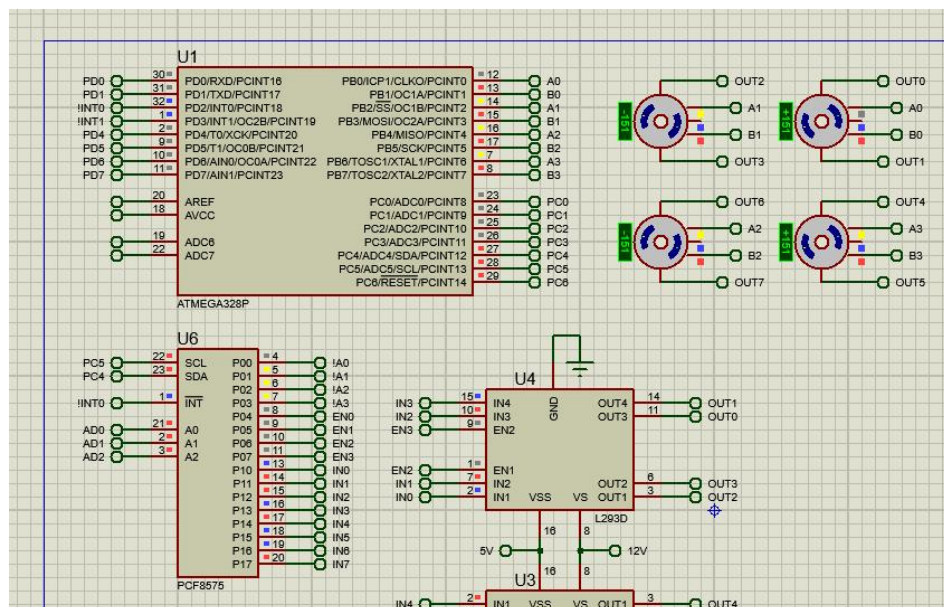 U1
PD0 30 PD0/RXD/PCINT16 PB0/ICP1/CLKO/PCINT0 12 A0
PD1 31 PD1/TXD/PCINT17 PB1/OC1A/PCINT1 13 B0
!INT0 32 PD2/INT0/PCINT18 PB2/SS/OC1B/PCINT2 14 A1
!INT1 1 PD3/INT1/OC2B/PCINT19 PB3/MOSI/OC2A/PCINT3 15 B1
PD4 2 PD4/T0/XCK/PCINT20 PB4/MISO/PCINT4 16 A2
PD5 9 PD5/T1/OC0B/PCINT21 PB5/SCK/PCINT5 17 B2
PD6 10 PD6/AIN0/OC0A/PCINT22 PB6/TOSC1/XTAL1/PCINT6 7 A3
PD7 11 PD7/AIN1/PCINT23 PB7/TOSC2/XTAL2/PCINT7 8 B3
20 AREF PC0/ADC0/PCINT8 23 PC0
18 AVCC PC1/ADC1/PCINT9 24 PC1
PC2/ADC2/PCINT10 25 PC2
19 ADC6 PC3/ADC3/PCINT11 26 PC3
22 ADC7 PC4/ADC4/SDA/PCINT12 27 PC4
PC5/ADC5/SCL/PCINT13 28 PC5
PC6/RESET/PCINT14 29 PC6
ATMEGA328P
OUT2 OUT0
-151 A1 +151 A0
B1 B0
OUT3 OUT1
OUT6 OUT4
-151 A2 +151 A3
B2 B3
OUT7 OUT5
U6
PC5 22 SCL P00 4 !A0
PC4 23 SDA P01 5 !A1
P02 6 !A2
!INT0 1 INT P03 7 !A3
P04 8 EN0
AD0 21 A0 P05 9 EN1
AD1 2 A1 P06 10 EN2
AD2 3 A2 P07 11 EN3
P10 13 IN0
P11 14 IN1
P12 15 IN2
P13 16 IN3
P14 17 IN4
P15 18 IN5
P16 19 IN6
P17 20 IN7
PCF8575
U4
GND
IN3 15 IN4 OUT4 14 OUT1
IN2 10 IN3 OUT3 11 OUT0
EN3 9 EN2
EN2 1 EN1
IN1 7 IN2 OUT2 6 OUT3
IN0 2 IN1 VSS VS OUT1 3 OUT2
L293D
16 8
5V 12V
16 8
U3
IN4 2 IN1 VSS VS OUT1 3 OUT4